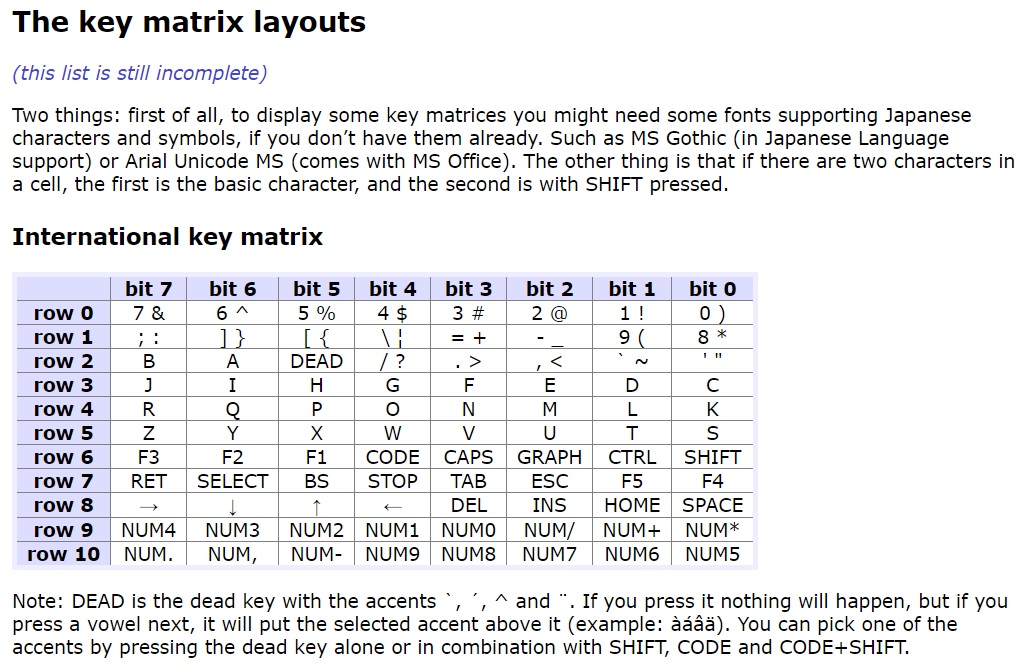 The key matrix layouts
(this list is still incomplete)
Two things: first of all, to display some key matrices you might need some fonts supporting Japanese
characters and symbols, if you don’t have them already. Such as MS Gothic (in Japanese Language
support) or Arial Unicode MS (comes with MS Office). The other thing is that if there are two characters in
a cell, the first is the basic character, and the second is with SHIFT pressed.
International key matrix
bit 7 bit 6 bit 5 bit 4 bit 3 bit 2 bit 1 bit 0
row 0 7 & 6 ^ 5 % 4 $ 3 # 2 @ 1 ! 0 )
row 1 ; : ] } [ { \ ¦ = + - _ 9 ( 8 *
row 2 B A DEAD / ? . > , < ` ~ ' "
row 3 J I H G F E D C
row 4 R Q P O N M L K
row 5 Z Y X W V U T S
row 6 F3 F2 F1 CODE CAPS GRAPH CTRL SHIFT
row 7 RET SELECT BS STOP TAB ESC F5 F4
row 8 → ↓ ↑ ← DEL INS HOME SPACE
row 9 NUM4 NUM3 NUM2 NUM1 NUM0 NUM/ NUM+ NUM*
row 10 NUM. NUM, NUM- NUM9 NUM8 NUM7 NUM6 NUM5
Note: DEAD is the dead key with the accents `, ´, ^ and ¨. If you press it nothing will happen, but if you
press a vowel next, it will put the selected accent above it (example: àáâä). You can pick one of the
accents by pressing the dead key alone or in combination with SHIFT, CODE and CODE+SHIFT.